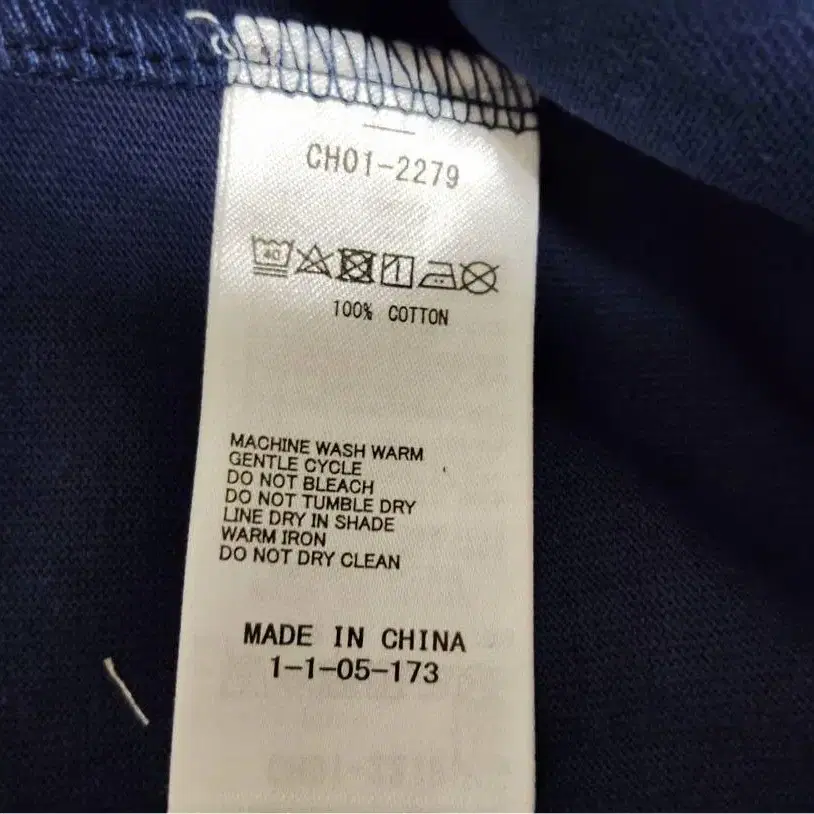 CH01-2279
40
100% COTTON
MACHINE WASH WARM
GENTLE CYCLE
DO NOT BLEACH
DO NOT TUMBLE DRY
LINE DRY IN SHADE
WARM IRON
DO NOT DRY CLEAN
MADE IN CHINA
1-1-05-173